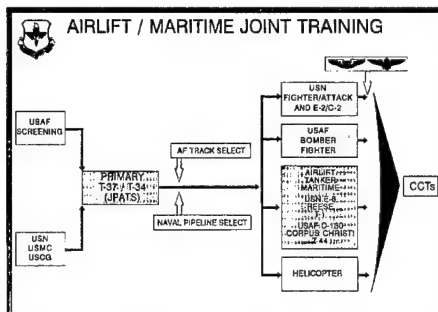 AIRLIFT / MARITIME JOINT TRAINING
USAF
SCREENING
USN
USMC
USCG
PRIMARY
T-37 / T-34
(JPATS)
AF TRACK SELECT
NAVAL PIPELINE SELECT
USN
FIGHTER/ATTACK
AND E-2/C-2
USAF
BOMBER
FIGHTER
AIRLIFT
TANKER
MARITIME
USN E-6
REESE
T-1
USAF C-130
CORPUS CHRISTI
T-44
HELICOPTER
CCTs